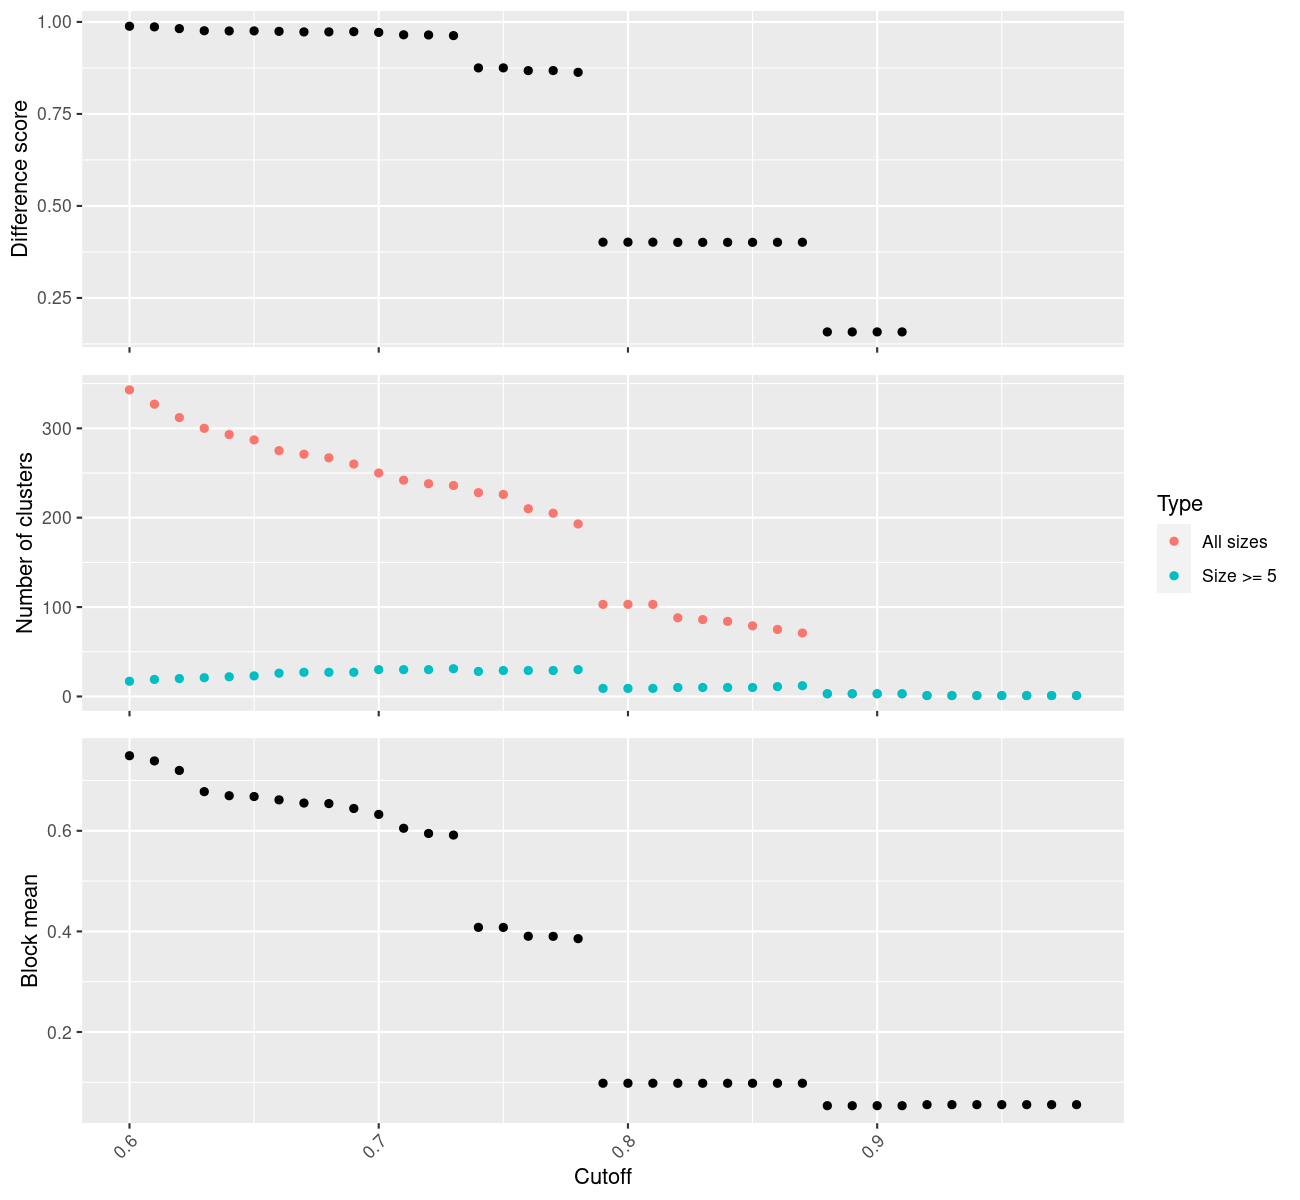 1.00
0.75
0.50
0.25
Difference score
300
200
100
0
Number of clusters
Type
All sizes
Size >= 5
0.6
0.4
0.2
Block mean
0.6
0.7
0.8
0.9
Cutoff